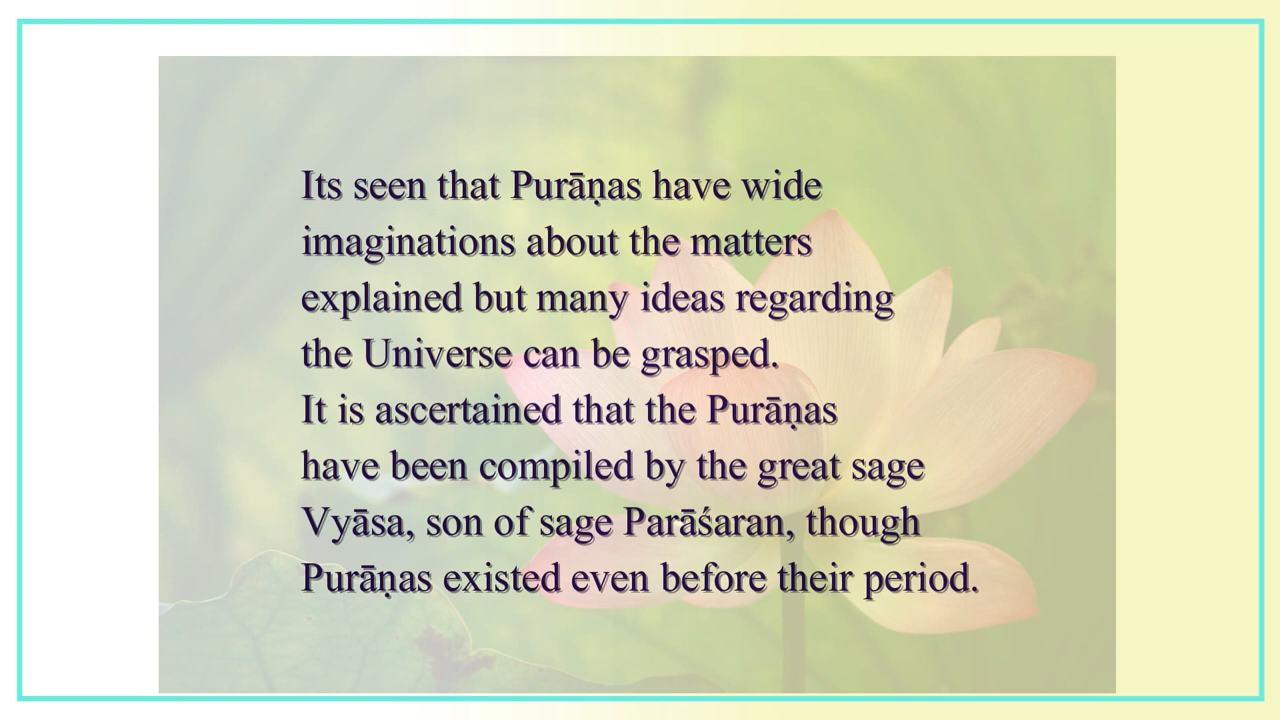 Its seen that Purāṇas have wide
imaginations about the matters
explained but many ideas regarding
the Universe can be grasped.
It is ascertained that the Purāṇas
have been compiled by the great sage
Vyāsa, son of sage Parāśaran, though
Purāṇas existed even before their period.